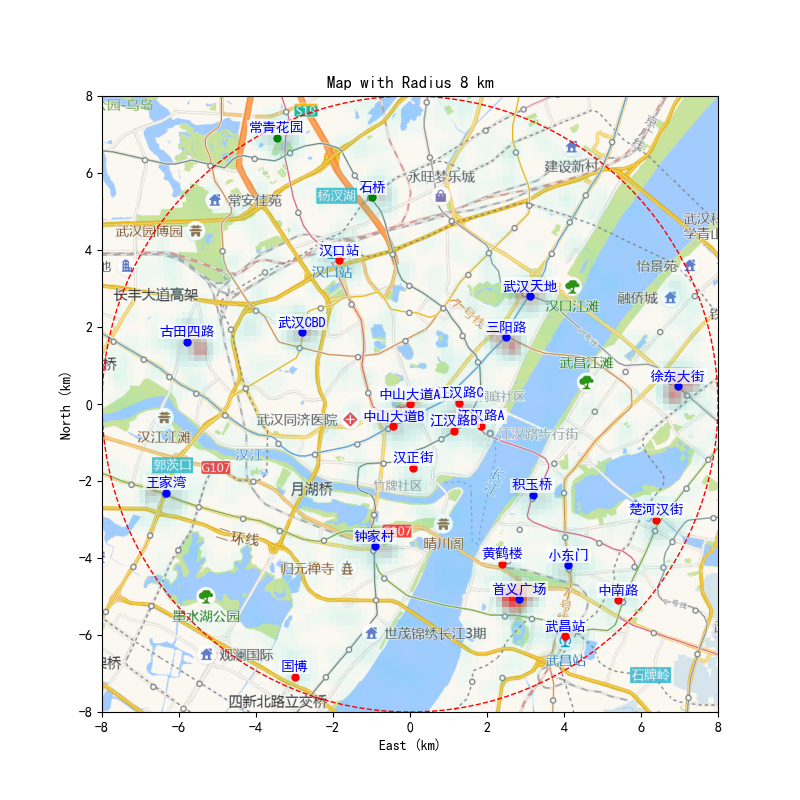 Map with Radius 8 km
8
6
4
2
0
−2
−4
−6
−8
North (km)
−8
−6
−4
−2
0
2
4
6
8
East (km)
S19
常青花园
建设新村
永旺梦乐城
石桥
杨汊湖
常安佳苑
武汉园博园
汉口站
汉口站
怡景苑
武汉天地
长丰大道高架
融侨城
汉口江滩
三阳路
武汉CBD
古田四路
武昌江滩
徐东大街
中山大道A
江汉路C
武汉同济医院
中山大道B
江汉路B
江汉路A
江汉路步行街
汉江江滩
汉江
汉正街
郭茨口
G107
王家湾
月湖桥
竹牌社区
长江
积玉桥
楚河汉街
二环线
钟家村
晴川阁
归元禅寺
黄鹤楼
小东门
首义广场
中南路
墨水湖公园
武昌站
武昌站
世茂锦绣长江3期
观澜国际
国博
石牌岭
四新北路立交桥